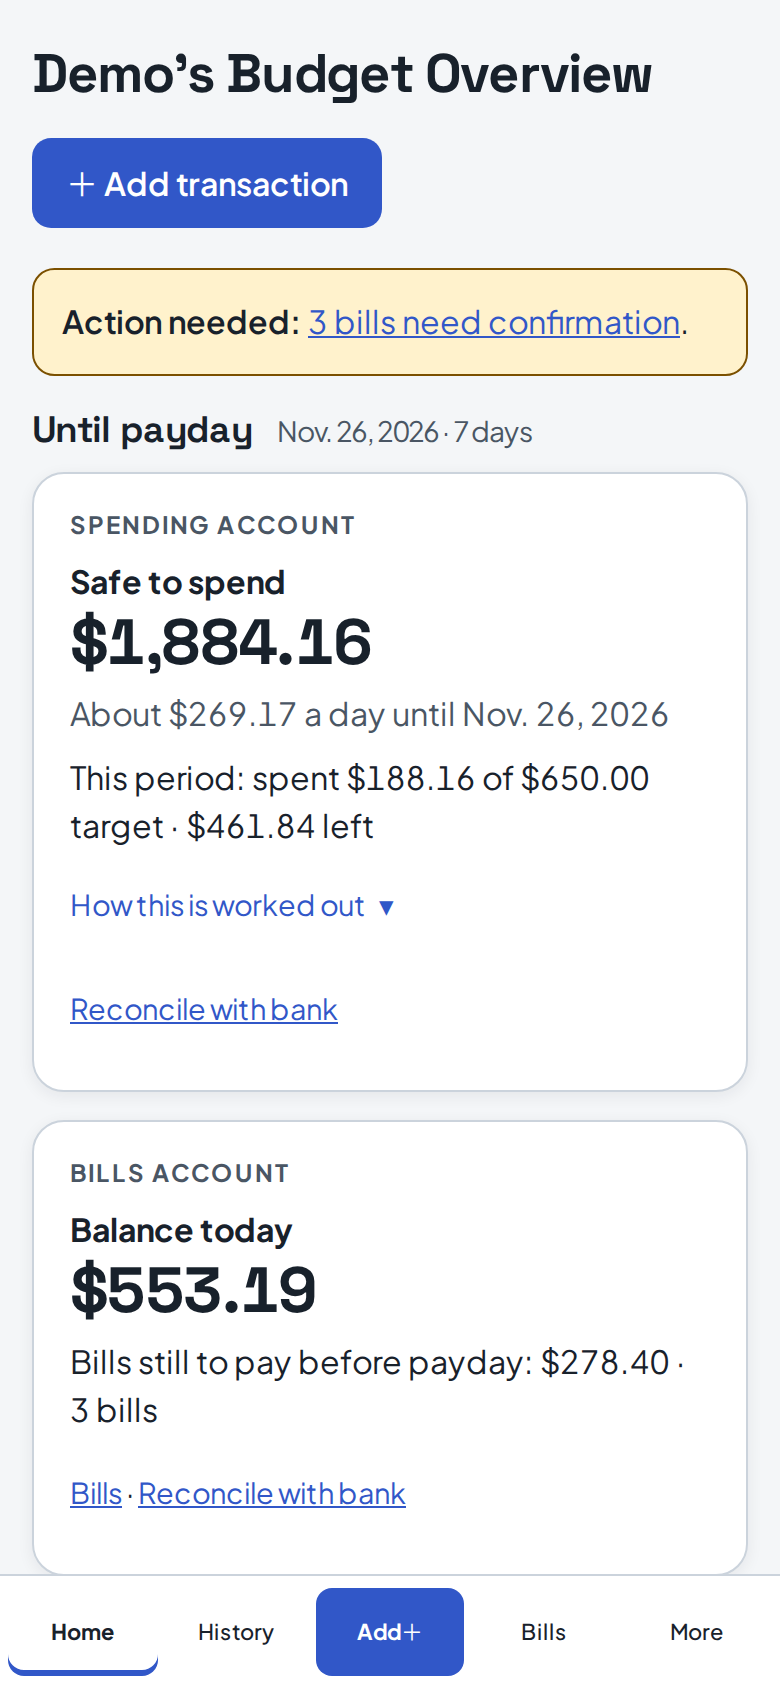 Demo’s Budget Overview
+ Add transaction
Action needed: 3 bills need confirmation.
Until payday Nov. 26, 2026 · 7 days
SPENDING ACCOUNT
Safe to spend
$1,884.16
About $269.17 a day until Nov. 26, 2026
This period: spent $188.16 of $650.00
target · $461.84 left
How this is worked out ▼
Reconcile with bank
BILLS ACCOUNT
Balance today
$553.19
Bills still to pay before payday: $278.40 ·
3 bills
Bills · Reconcile with bank
Home History Add+ Bills More